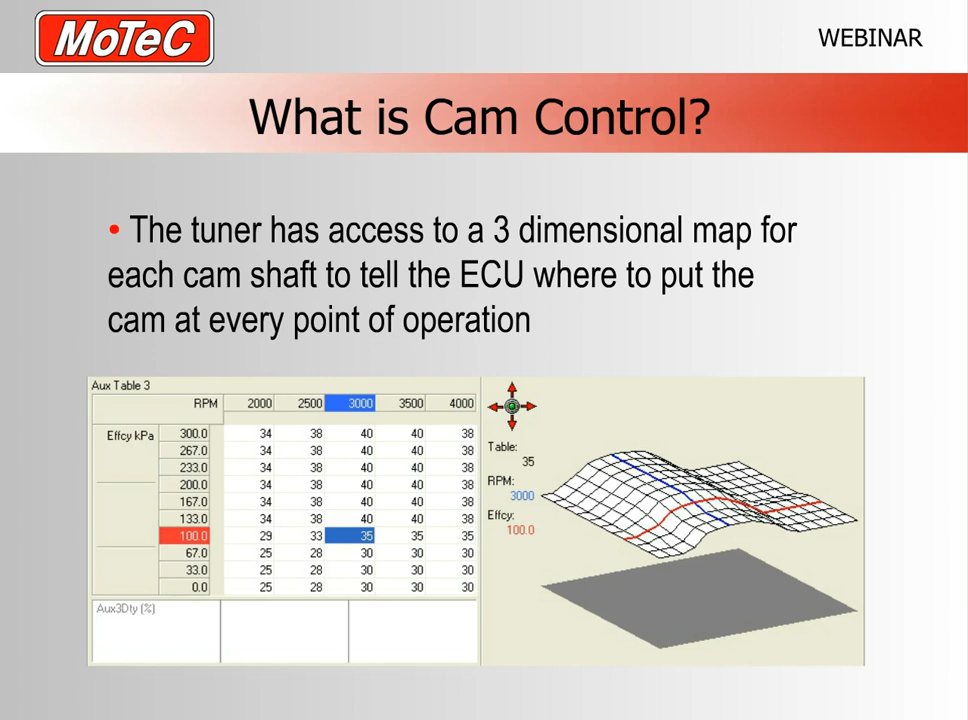 MoTeC
WEBINAR
What is Cam Control?
• The tuner has access to a 3 dimensional map for
each cam shaft to tell the ECU where to put the
cam at every point of operation
Aux Table 3
RPM 2000 2500 3000 3500 4000
Effcy kPa 300.0 34 38 40 40 38
267.0 34 38 40 40 38
233.0 34 38 40 40 38
200.0 34 38 40 40 38
167.0 34 38 40 40 38
133.0 34 38 40 40 38
100.0 29 33 35 35 35
67.0 25 28 30 30 30
33.0 25 28 30 30 30
0.0 25 28 30 30 30
Aux3Dty (%)
Table:
35
RPM:
3000
Effcy:
100.0